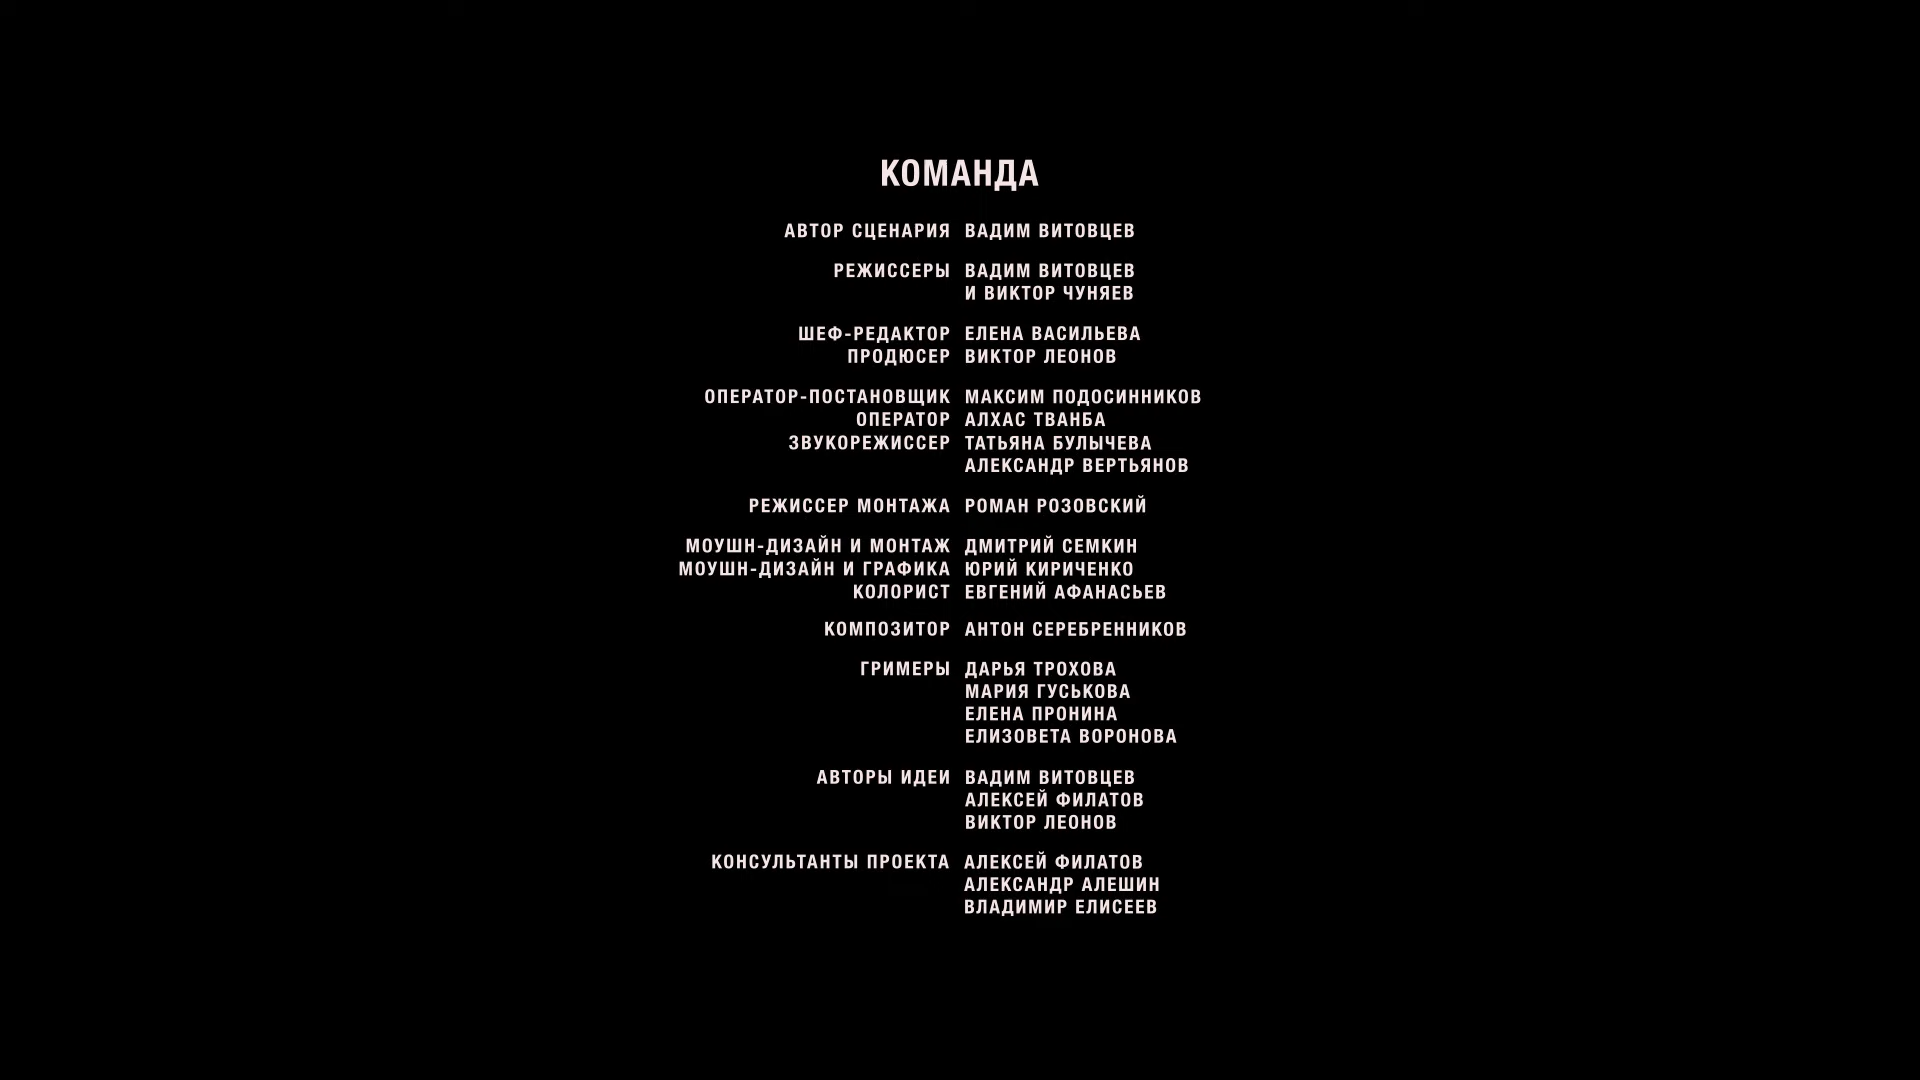 КОМАНДА
АВТОР СЦЕНАРИЯ ВАДИМ ВИТОВЦЕВ
РЕЖИССЕРЫ ВАДИМ ВИТОВЦЕВ
И ВИКТОР ЧУНЯЕВ
ШЕФ-РЕДАКТОР ЕЛЕНА ВАСИЛЬЕВА
ПРОДЮСЕР ВИКТОР ЛЕОНОВ
ОПЕРАТОР-ПОСТАНОВЩИК МАКСИМ ПОДОСИННИКОВ
ОПЕРАТОР АЛХАС ТВАНБА
ЗВУКОРЕЖИССЕР ТАТЬЯНА БУЛЫЧЕВА
АЛЕКСАНДР ВЕРТЬЯНОВ
РЕЖИССЕР МОНТАЖА РОМАН РОЗОВСКИЙ
МОУШН-ДИЗАЙН И МОНТАЖ ДМИТРИЙ СЕМКИН
МОУШН-ДИЗАЙН И ГРАФИКА ЮРИЙ КИРИЧЕНКО
КОЛОРИСТ ЕВГЕНИЙ АФАНАСЬЕВ
КОМПОЗИТОР АНТОН СЕРЕБРЕННИКОВ
ГРИМЕРЫ ДАРЬЯ ТРОХОВА
МАРИЯ ГУСЬКОВА
ЕЛЕНА ПРОНИНА
ЕЛИЗОВЕТА ВОРОНОВА
АВТОРЫ ИДЕИ ВАДИМ ВИТОВЦЕВ
АЛЕКСЕЙ ФИЛАТОВ
ВИКТОР ЛЕОНОВ
КОНСУЛЬТАНТЫ ПРОЕКТА АЛЕКСЕЙ ФИЛАТОВ
АЛЕКСАНДР АЛЕШИН
ВЛАДИМИР ЕЛИСЕЕВ